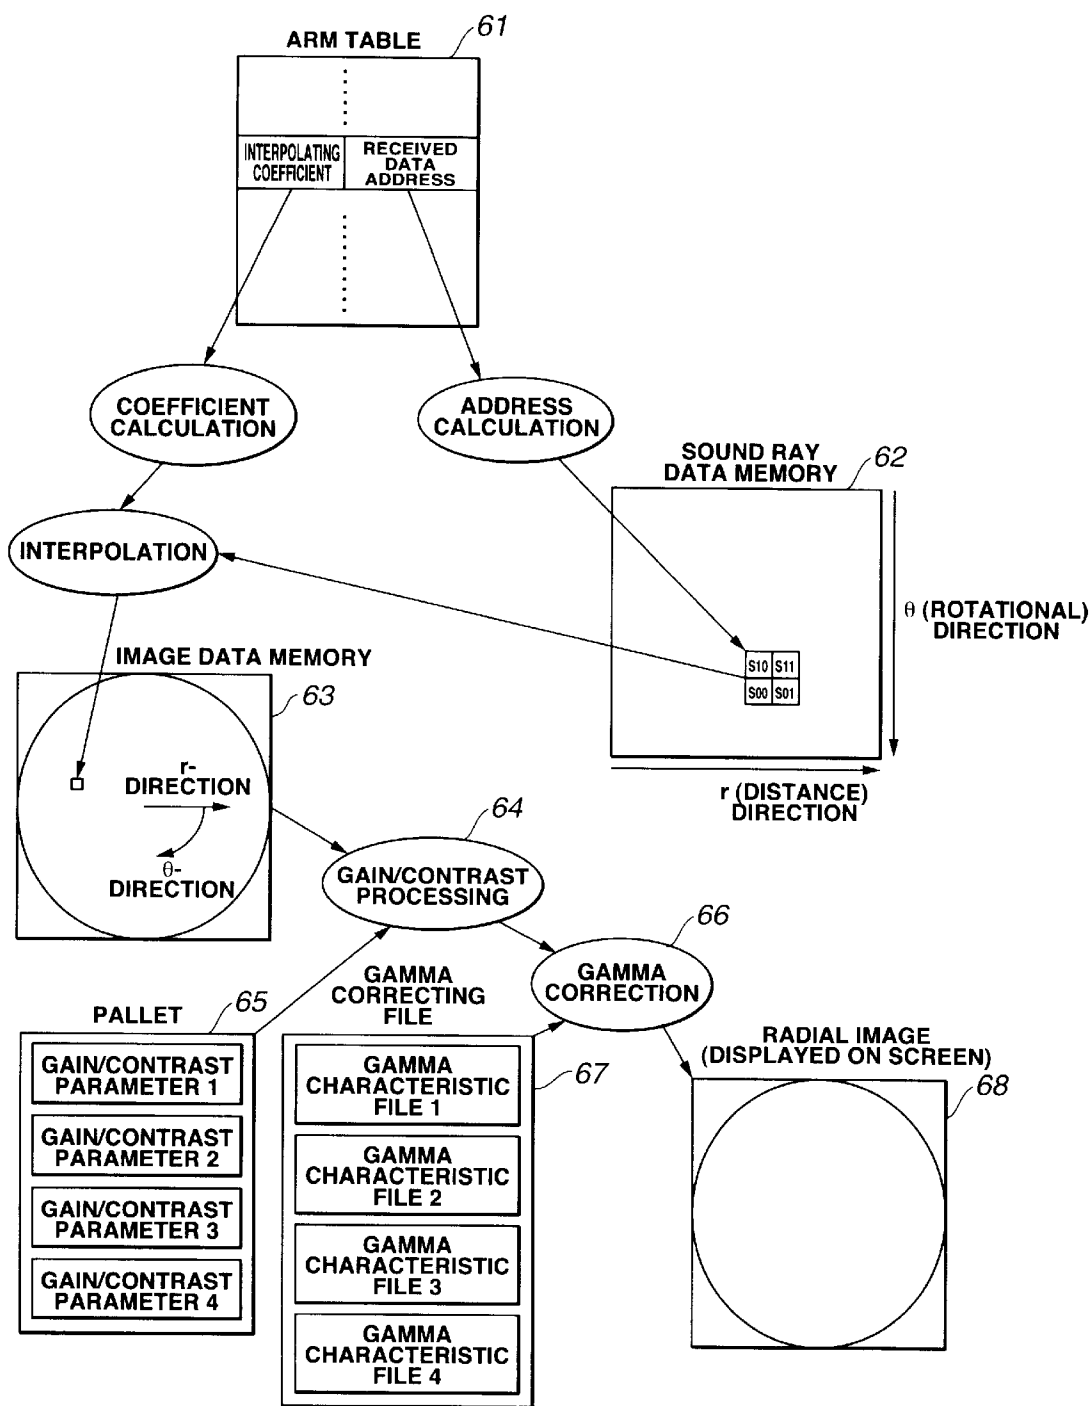 61
ARM TABLE
INTERPOLATING
COEFFICIENT
RECEIVED
DATA
ADDRESS
COEFFICIENT
CALCULATION
ADDRESS
CALCULATION
SOUND RAY
DATA MEMORY
62
INTERPOLATION
θ (ROTATIONAL)
DIRECTION
S10 S11
S00 S01
r (DISTANCE)
DIRECTION
IMAGE DATA MEMORY
63
r-
DIRECTION
θ-
DIRECTION
64
GAIN/CONTRAST
PROCESSING
66
GAMMA
CORRECTION
PALLET
65
GAIN/CONTRAST
PARAMETER 1
GAIN/CONTRAST
PARAMETER 2
GAIN/CONTRAST
PARAMETER 3
GAIN/CONTRAST
PARAMETER 4
GAMMA
CORRECTING
FILE
67
GAMMA
CHARACTERISTIC
FILE 1
GAMMA
CHARACTERISTIC
FILE 2
GAMMA
CHARACTERISTIC
FILE 3
GAMMA
CHARACTERISTIC
FILE 4
RADIAL IMAGE
(DISPLAYED ON SCREEN)
68